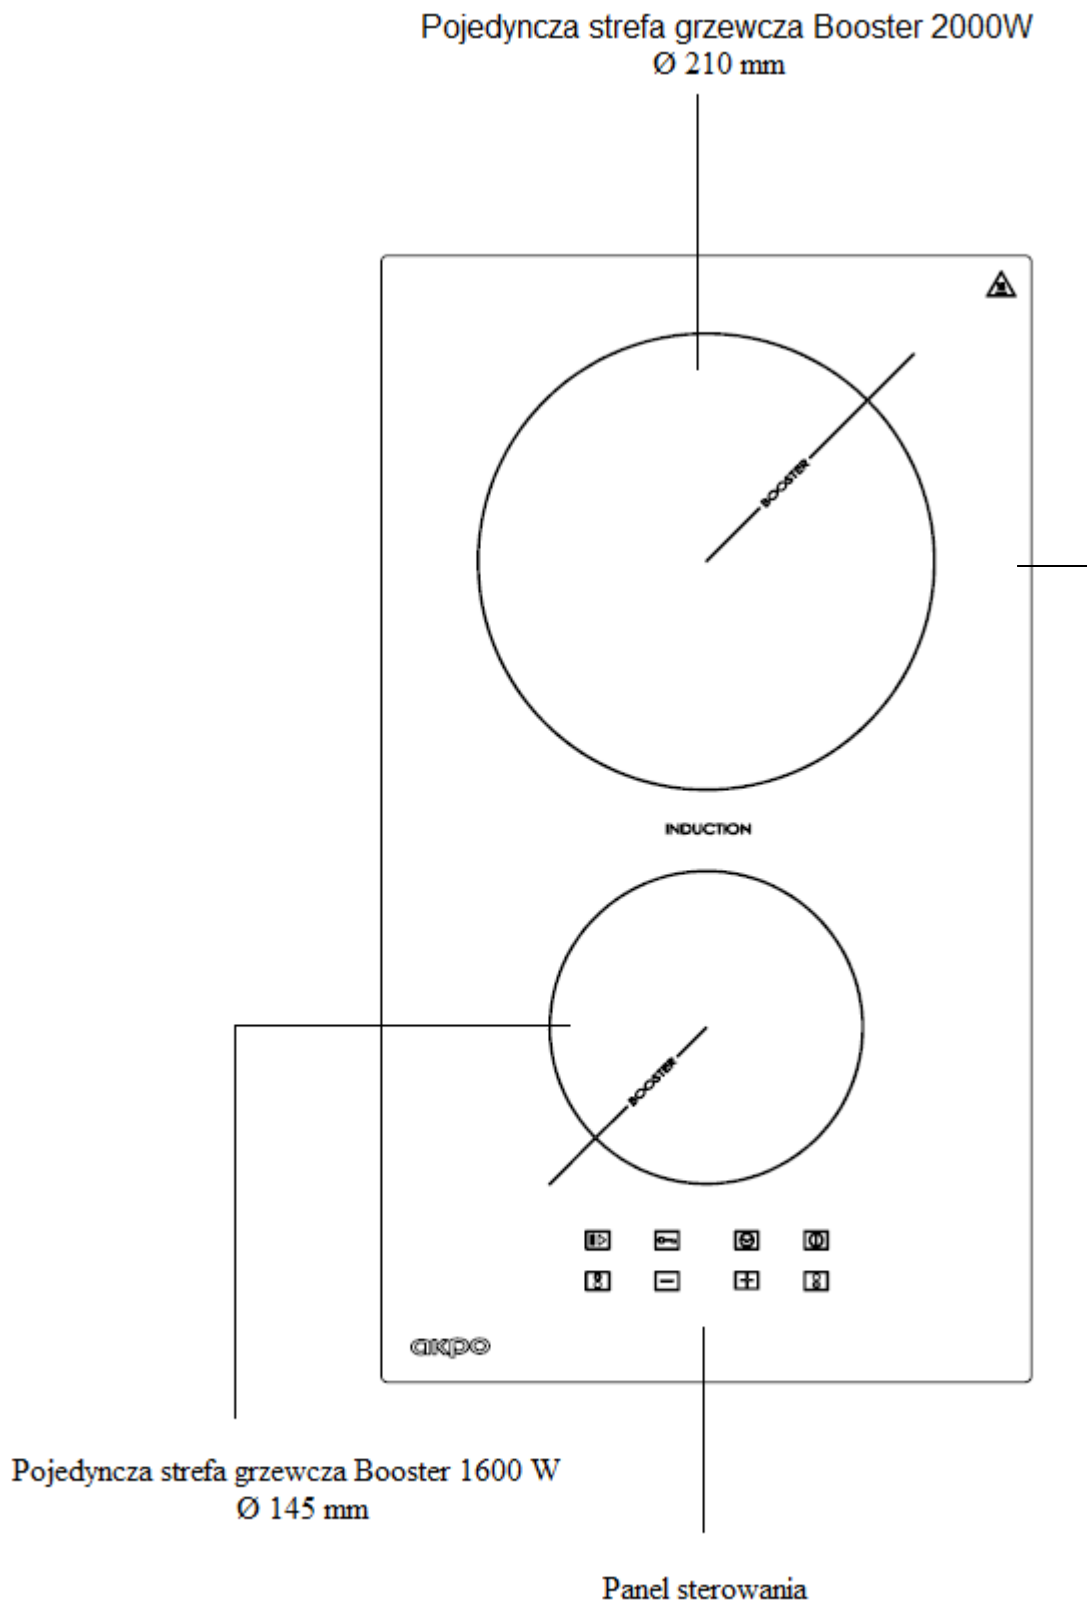 Pojedyncza strefa grzewcza Booster 2000W
Ø 210 mm
BOOSTER
INDUCTION
BOOSTER
akpo
Pojedyncza strefa grzewcza Booster 1600 W
Ø 145 mm
Panel sterowania